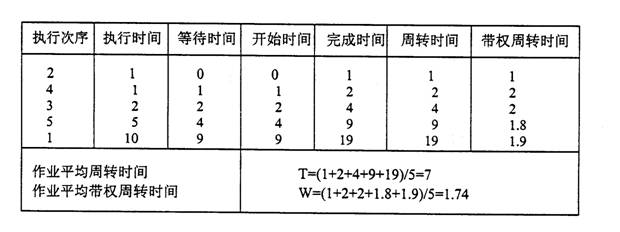 执行次序 执行时间 等待时间 开始时间 完成时间 周转时间 带权周转时间
2 1 0 0 1 1 1
4 1 1 1 2 2 2
3 2 2 2 4 4 2
5 5 4 4 9 9 1.8
1 10 9 9 19 19 1.9
作业平均周转时间 T=(1+2+4+9+19)/5=7
作业平均带权周转时间 W=(1+2+2+1.8+1.9)/5=1.74